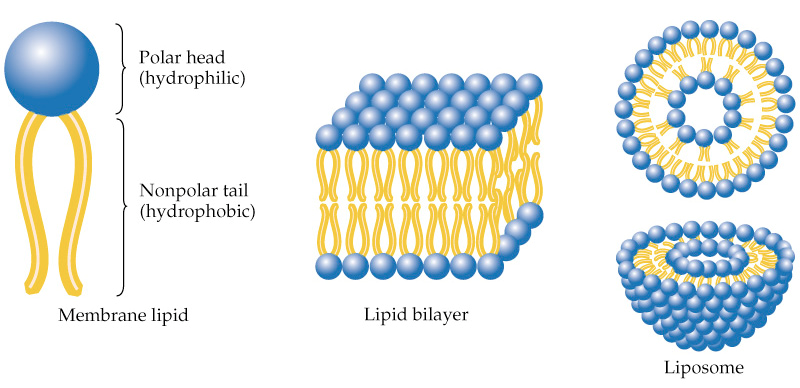 Polar head
(hydrophilic)
Nonpolar tail
(hydrophobic)
Membrane lipid
Lipid bilayer
Liposome